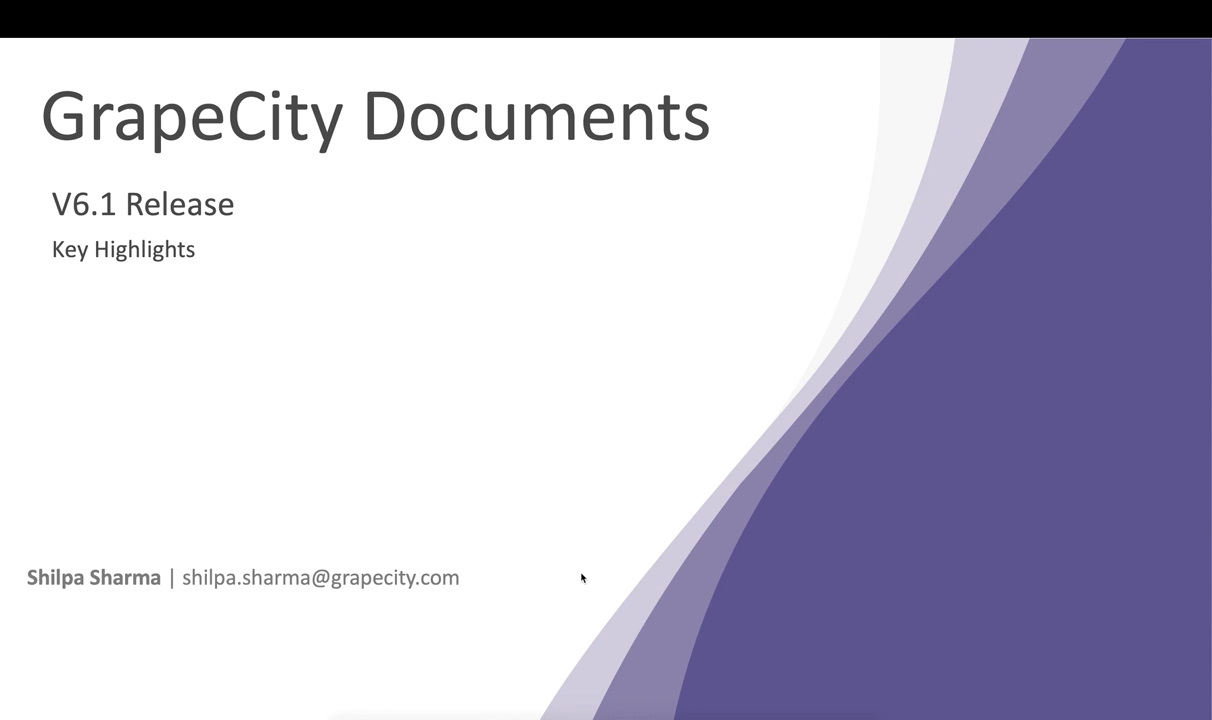 GrapeCity Documents
V6.1 Release
Key Highlights
Shilpa Sharma | shilpa.sharma@grapecity.com